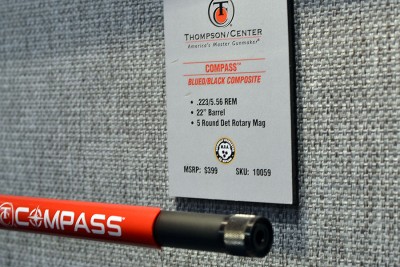 THOMPSON/CENTER
America's Master Gunmaker
COMPASS™
BLUED/BLACK COMPOSITE
• .223/5.56 REM
• 22" Barrel
• 5 Round Det Rotary Mag
MSRP: $399 SKU: 10059
COMPASS